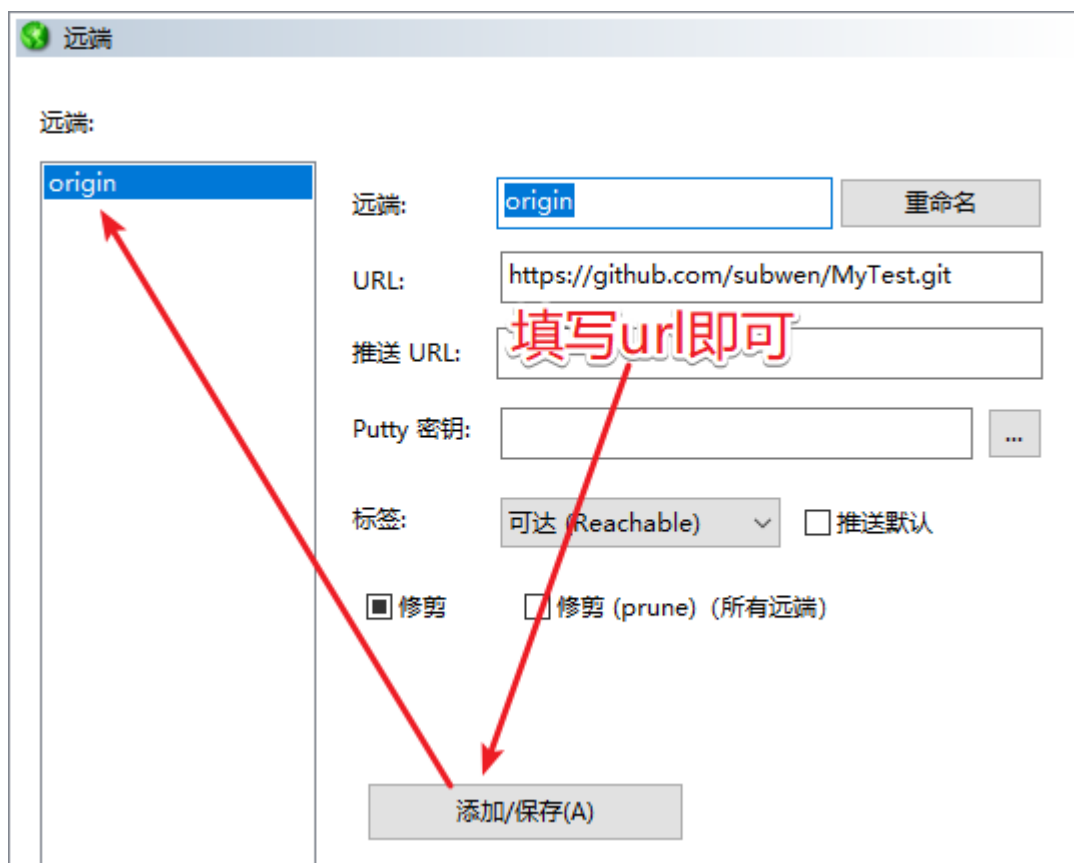 远端
远端:
origin
远端:
origin
重命名
URL:
https://github.com/subwen/MyTest.git
填写url即可
推送 URL:
Putty 密钥:
...
标签:
可达 (Reachable)
推送默认
修剪
修剪 (prune)（所有远端）
添加/保存(A)